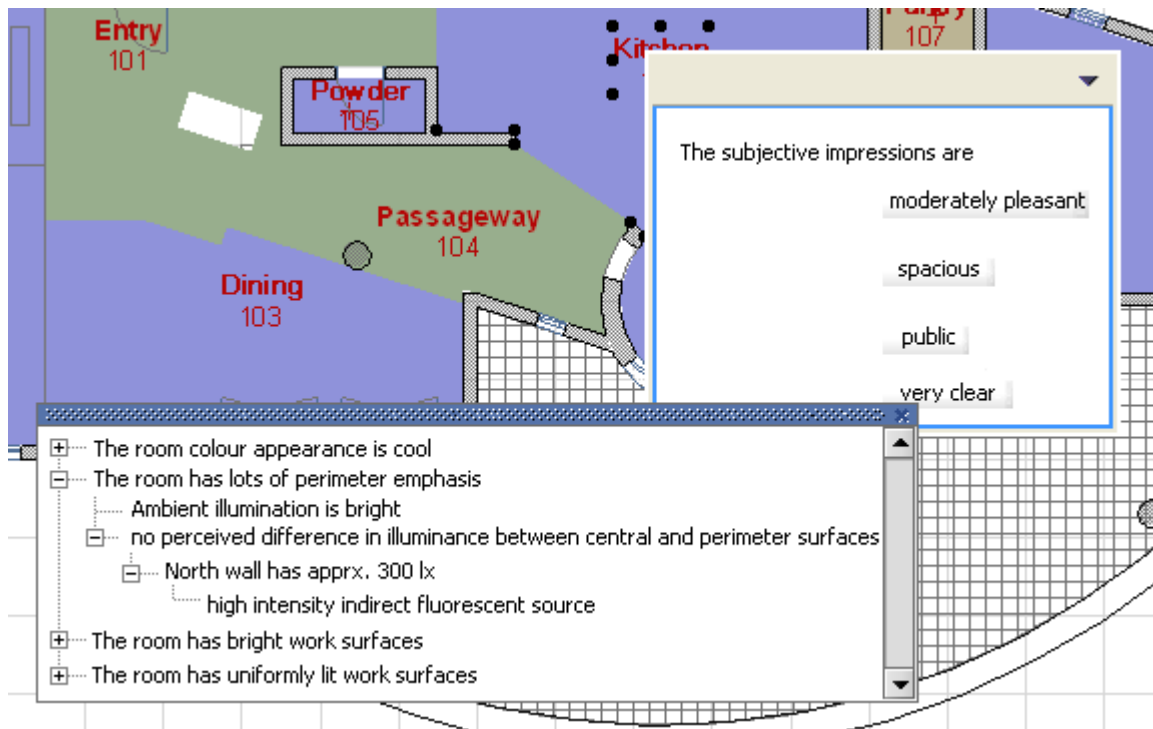 Entry
101
Powder
105
Kitchen
Pantry
107
Passageway
104
Dining
103
The subjective impressions are
moderately pleasant
spacious
public
very clear
The room colour appearance is cool
The room has lots of perimeter emphasis
Ambient illumination is bright
no perceived difference in illuminance between central and perimeter surfaces
North wall has apprx. 300 lx
high intensity indirect fluorescent source
The room has bright work surfaces
The room has uniformly lit work surfaces